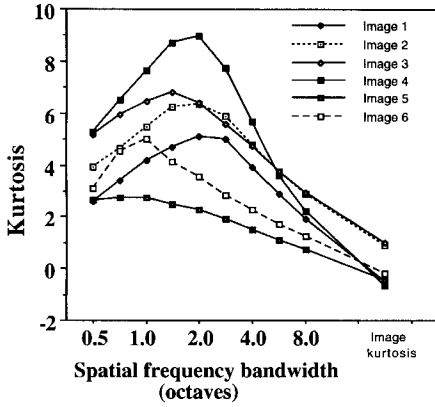 10
8
6
4
2
0
-2
Kurtosis
Image 1
Image 2
Image 3
Image 4
Image 5
Image 6
0.5 1.0 2.0 4.0 8.0 Image
kurtosis
Spatial frequency bandwidth
(octaves)